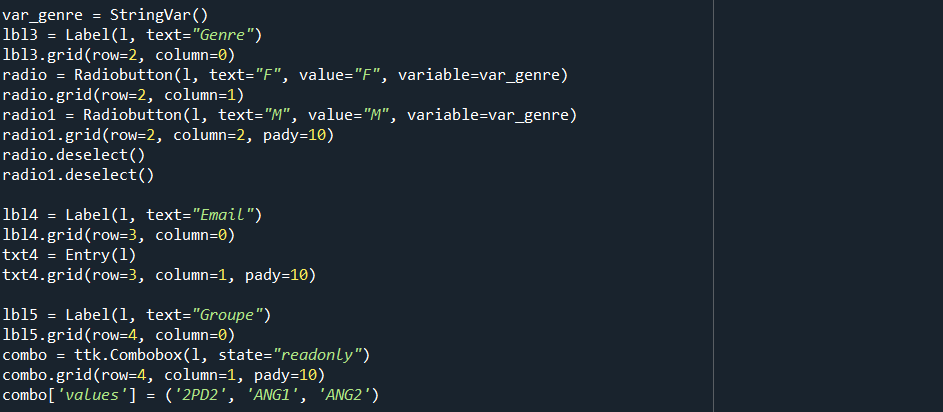 var_genre = StringVar()
lbl3 = Label(l, text="Genre")
lbl3.grid(row=2, column=0)
radio = Radiobutton(l, text="F", value="F", variable=var_genre)
radio.grid(row=2, column=1)
radio1 = Radiobutton(l, text="M", value="M", variable=var_genre)
radio1.grid(row=2, column=2, pady=10)
radio.deselect()
radio1.deselect()

lbl4 = Label(l, text="Email")
lbl4.grid(row=3, column=0)
txt4 = Entry(l)
txt4.grid(row=3, column=1, pady=10)

lbl5 = Label(l, text="Groupe")
lbl5.grid(row=4, column=0)
combo = ttk.Combobox(l, state="readonly")
combo.grid(row=4, column=1, pady=10)
combo['values'] = ('2PD2', 'ANG1', 'ANG2')